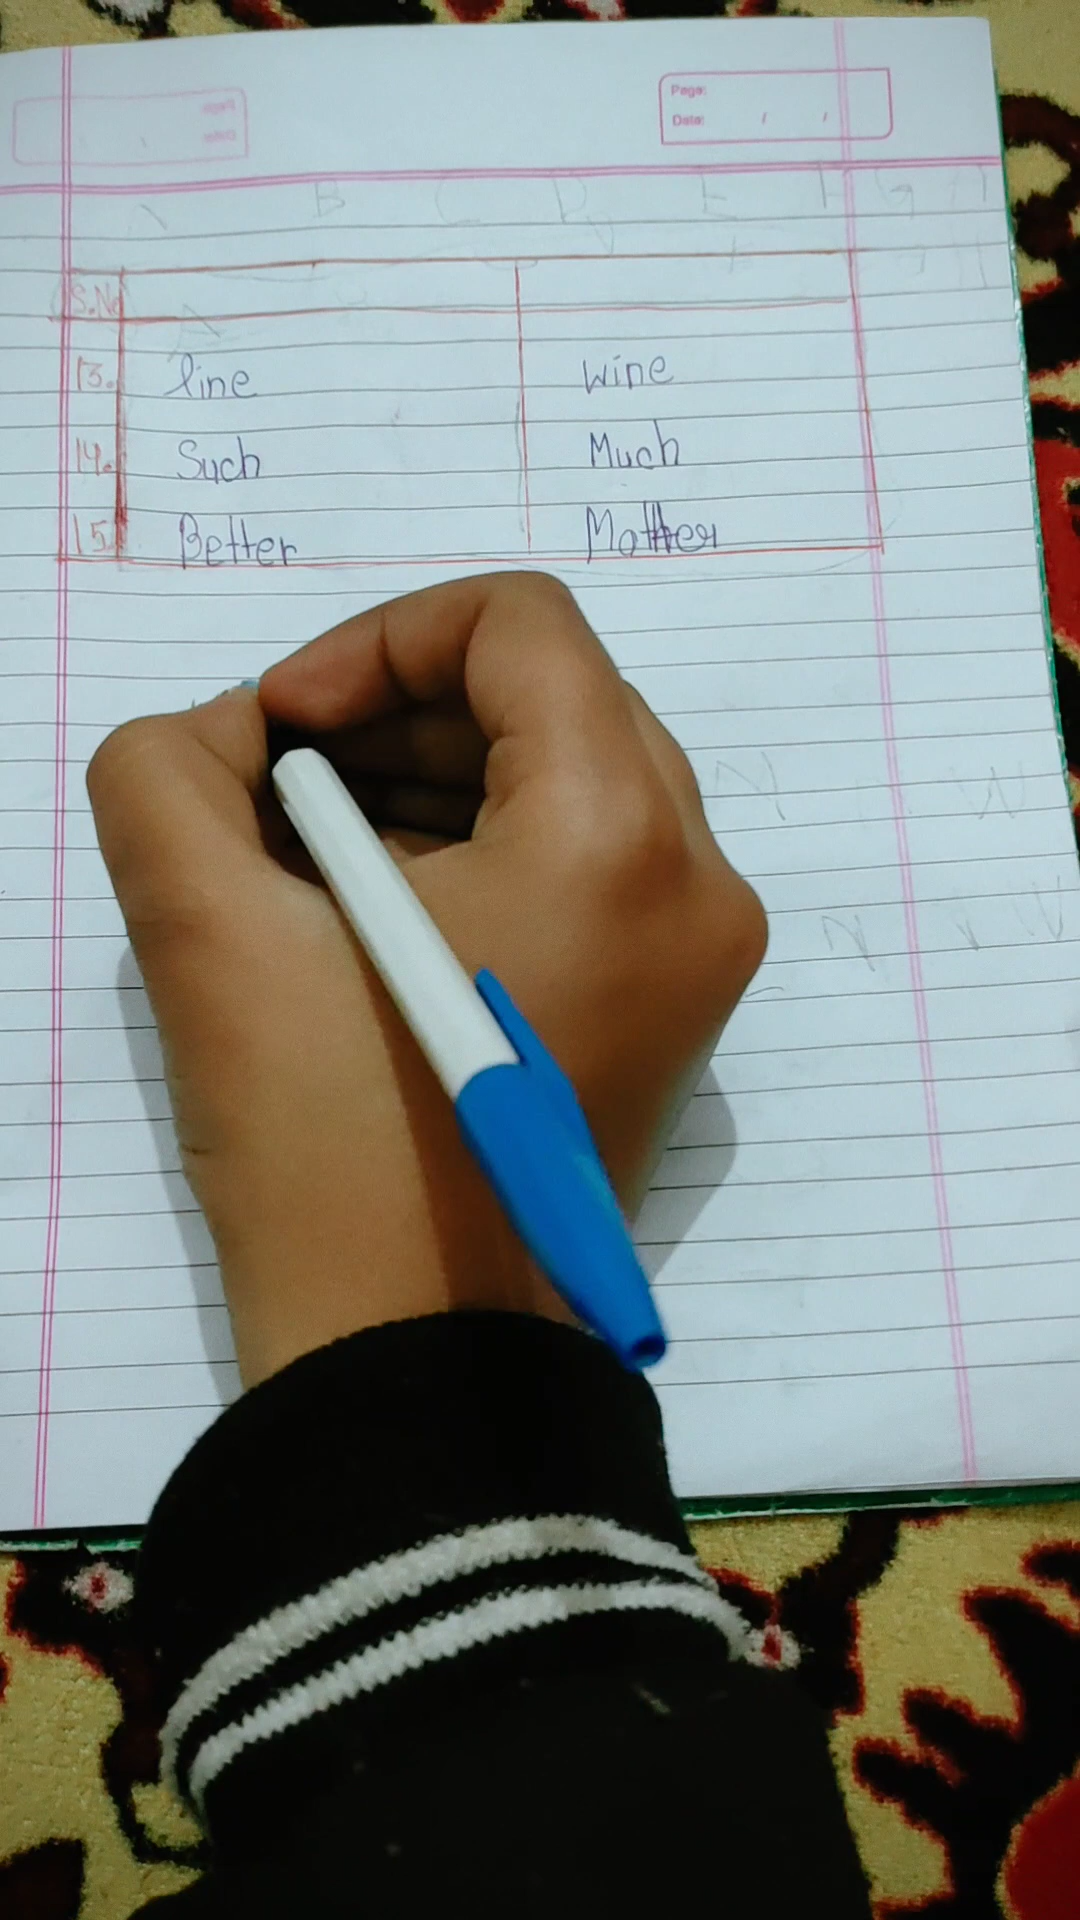 Page:
Date: / /
A B C D E F G H
S.No
13. line wine
14. Such Much
15. Better Mother
N W
N W